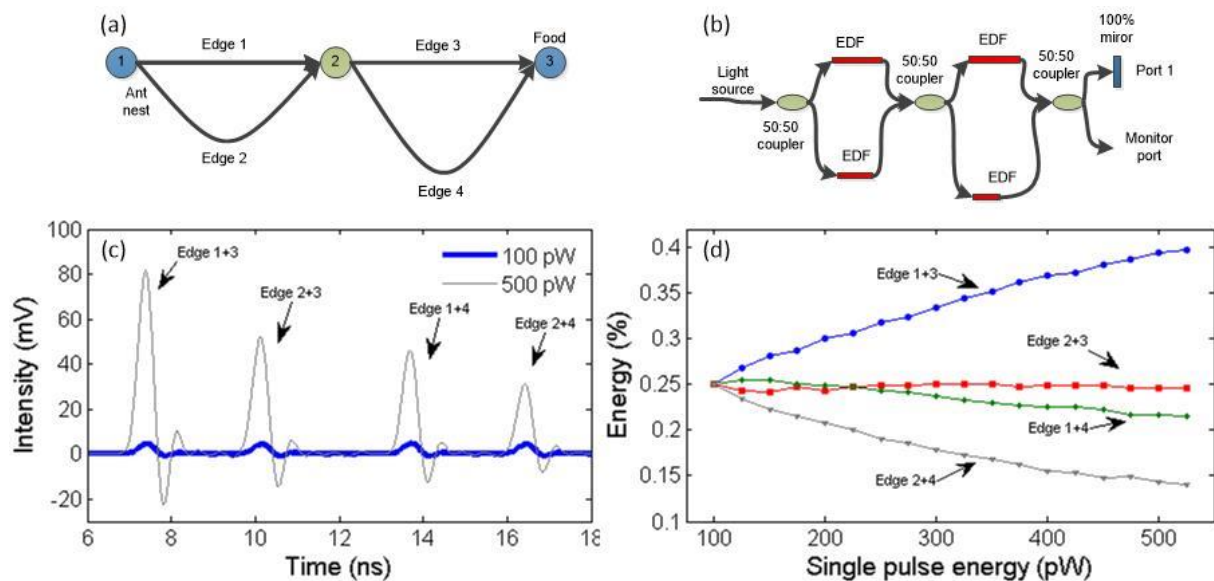 (a)
Edge 1
Edge 3
Food
1
2
3
Ant
nest
Edge 2
Edge 4
(b)
EDF
EDF
100%
miror
50:50
coupler
50:50
coupler
Port 1
Light
source
50:50
coupler
EDF
EDF
Monitor
port
(c)
100 pW
500 pW
Edge 1+3
Edge 2+3
Edge 1+4
Edge 2+4
Intensity (mV)
100
80
60
40
20
0
-20
6 8 10 12 14 16 18
Time (ns)
(d)
Edge 1+3
Edge 2+3
Edge 1+4
Edge 2+4
Energy (%)
0.4
0.35
0.3
0.25
0.2
0.15
0.1
100 200 300 400 500
Single pulse energy (pW)